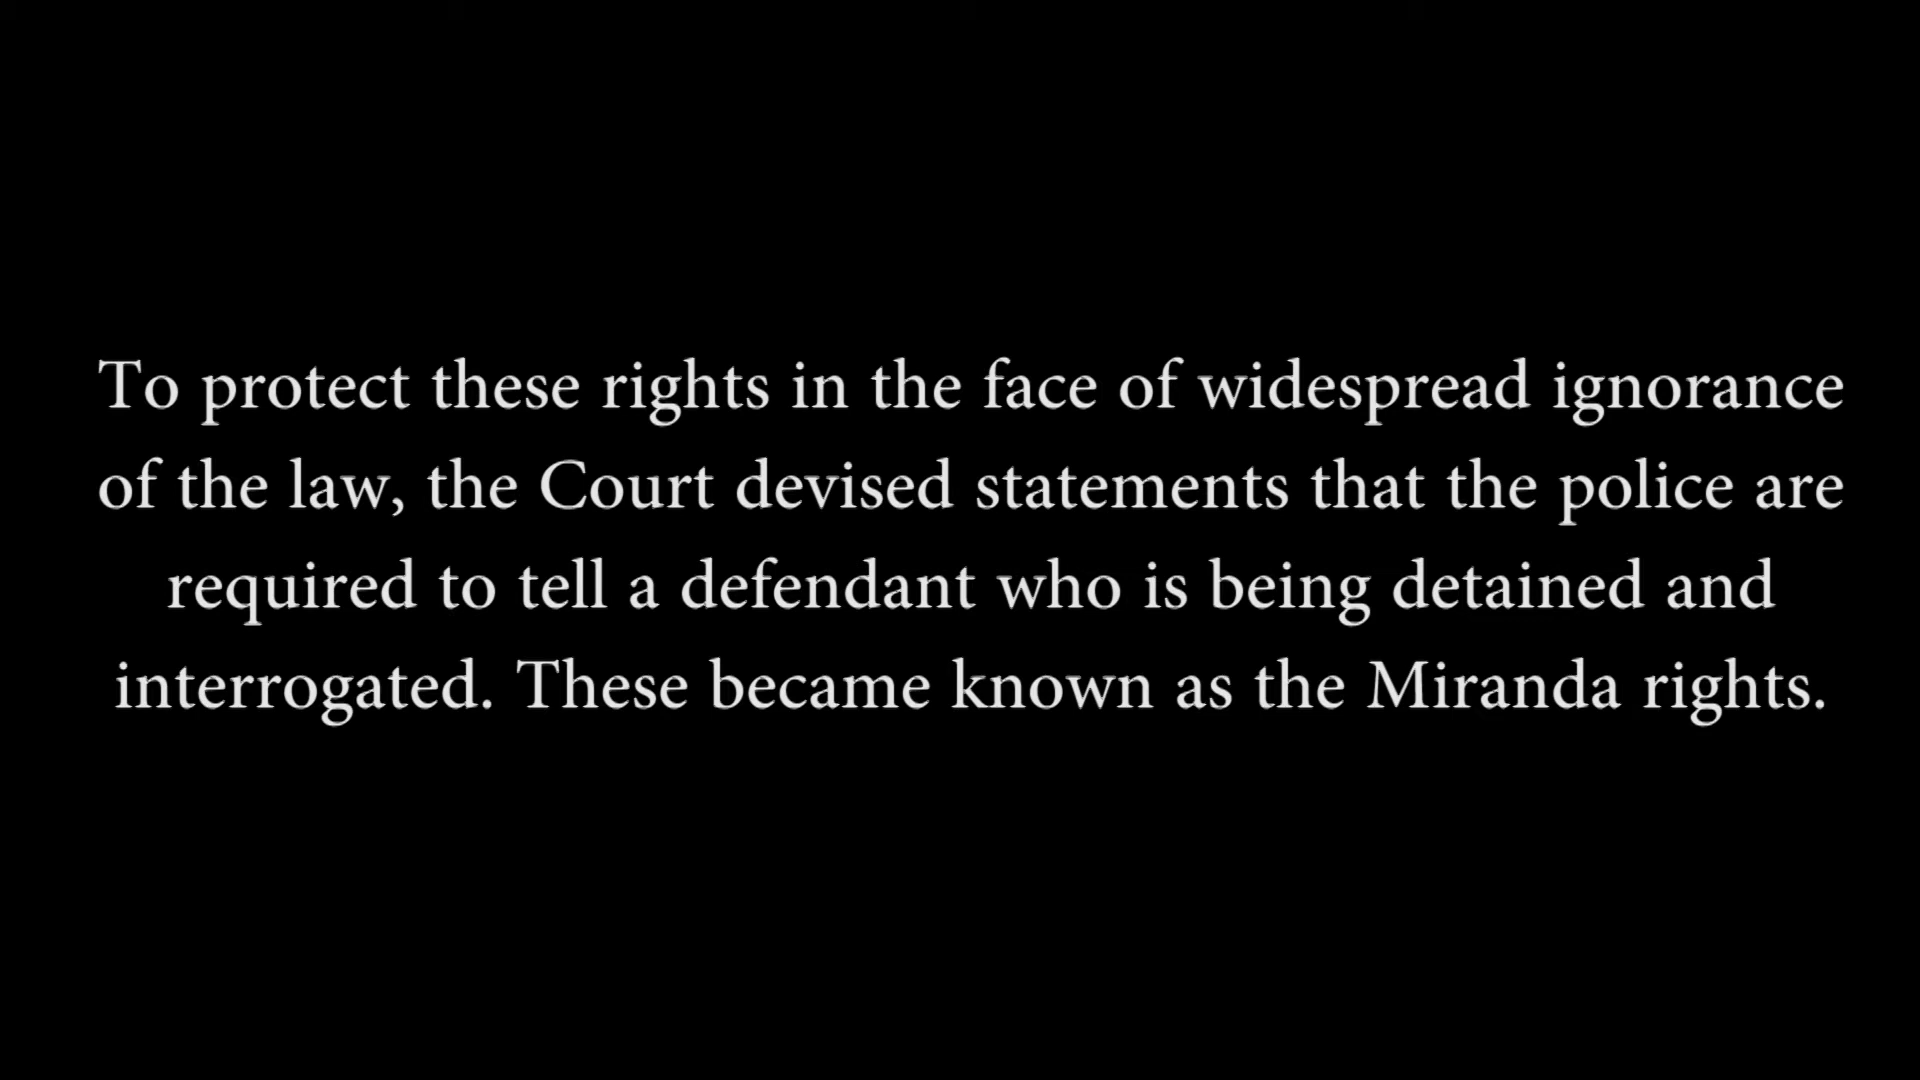 To protect these rights in the face of widespread ignorance
of the law, the Court devised statements that the police are
required to tell a defendant who is being detained and
interrogated. These became known as the Miranda rights.